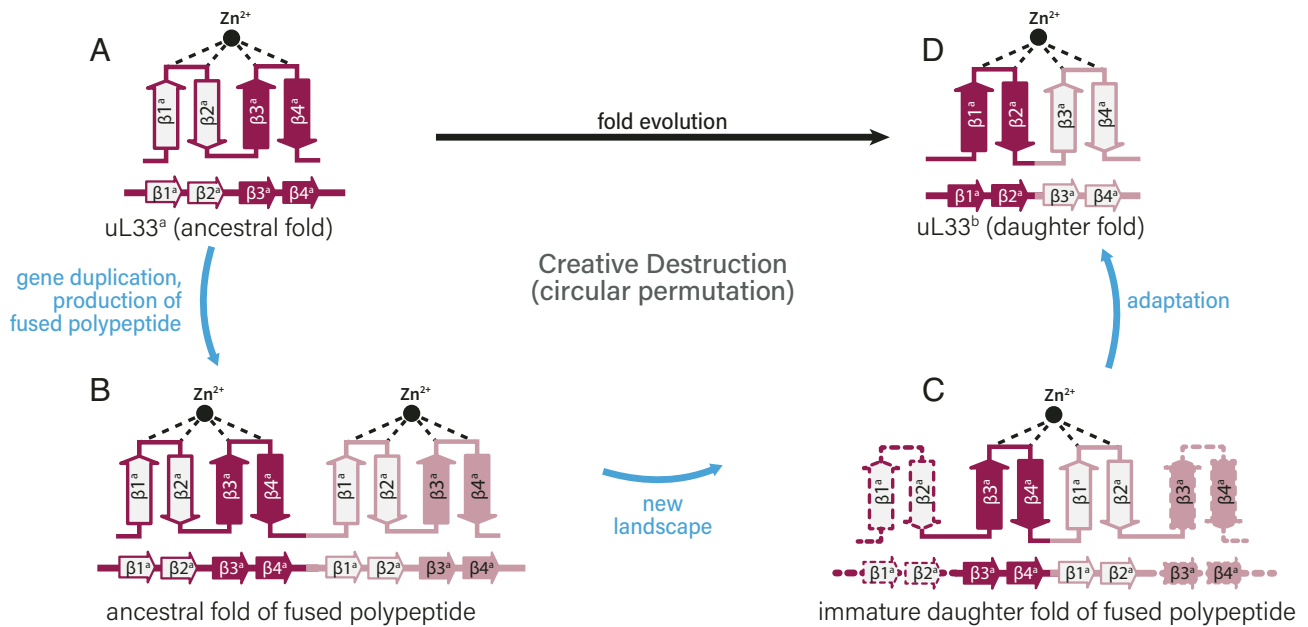 A
Zn²⁺
β1ᵃ β2ᵃ β3ᵃ β4ᵃ
β1ᵃ β2ᵃ β3ᵃ β4ᵃ
uL33ᵃ (ancestral fold)
fold evolution
D
Zn²⁺
β1ᵃ β2ᵃ β3ᵃ β4ᵃ
β1ᵃ β2ᵃ β3ᵃ β4ᵃ
uL33ᵇ (daughter fold)
gene duplication,
production of
fused polypeptide
Creative Destruction
(circular permutation)
adaptation
B
Zn²⁺ Zn²⁺
β1ᵃ β2ᵃ β3ᵃ β4ᵃ β1ᵃ β2ᵃ β3ᵃ β4ᵃ
β1ᵃ β2ᵃ β3ᵃ β4ᵃ β1ᵃ β2ᵃ β3ᵃ β4ᵃ
ancestral fold of fused polypeptide
new
landscape
C
Zn²⁺
β1ᵃ β2ᵃ β3ᵃ β4ᵃ β1ᵃ β2ᵃ β3ᵃ β4ᵃ
β1ᵃ β2ᵃ β3ᵃ β4ᵃ β1ᵃ β2ᵃ β3ᵃ β4ᵃ
immature daughter fold of fused polypeptide